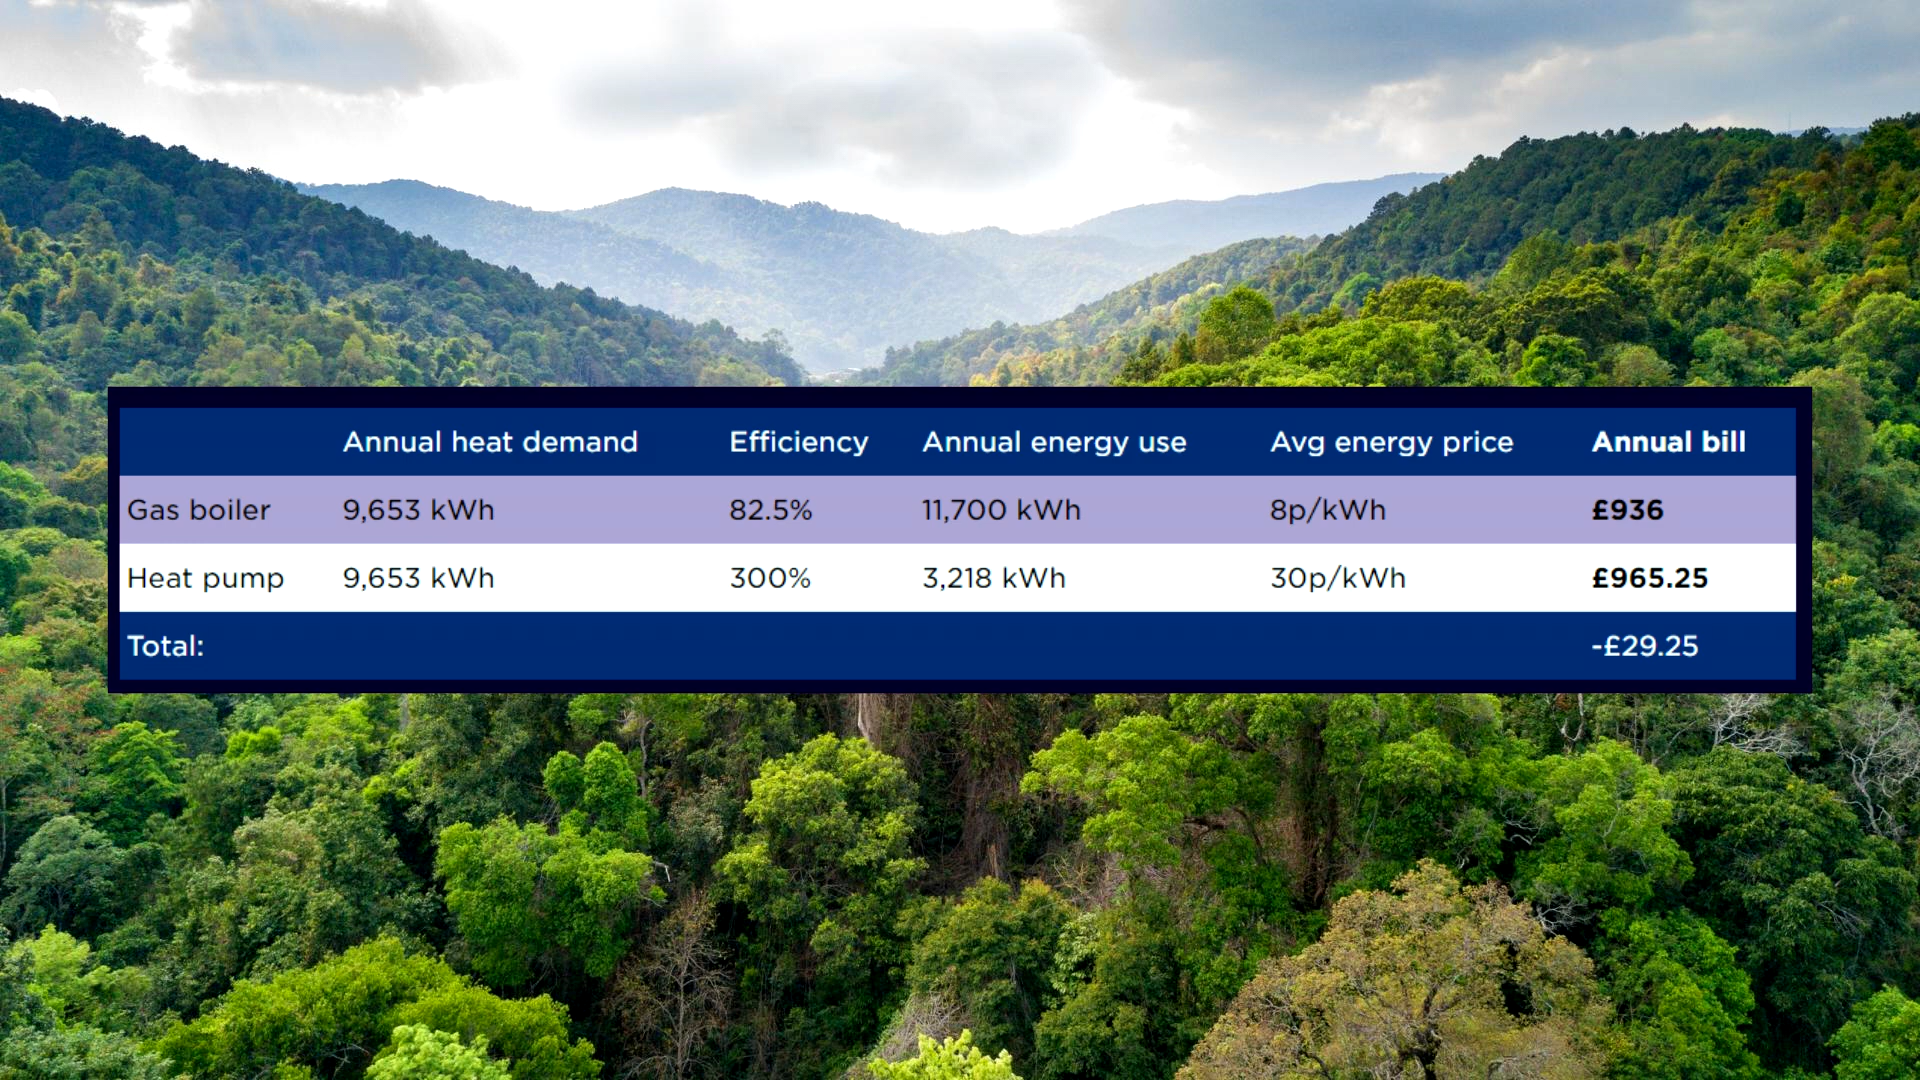 Annual heat demand Efficiency Annual energy use Avg energy price Annual bill
Gas boiler 9,653 kWh 82.5% 11,700 kWh 8p/kWh £936
Heat pump 9,653 kWh 300% 3,218 kWh 30p/kWh £965.25
Total: -£29.25